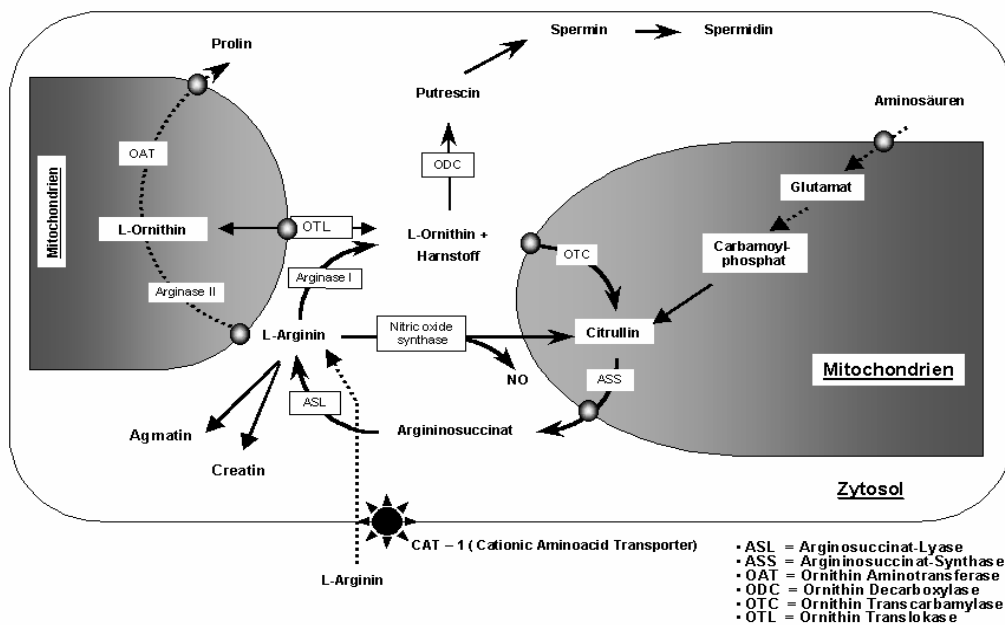 Spermin
Spermidin
Prolin
Putrescin
Aminosäuren
OAT
ODC
Glutamat
Mitochondrien
L-Ornithin
OTL
L-Ornithin +
Harnstoff
OTC
Carbamoyl-
phosphat
Arginase I
Arginase II
L-Arginin
Nitric oxide
synthase
Citrullin
Mitochondrien
NO
ASS
ASL
Argininosuccinat
Agmatin
Creatin
Zytosol
CAT – 1 ( Cationic Aminoacid Transporter)
L-Arginin
▪ ASL = Arginosuccinat-Lyase
▪ ASS = Argininosuccinat-Synthase
▪ OAT = Ornithin Aminotransferase
▪ ODC = Ornithin Decarboxylase
▪ OTC = Ornithin Transcarbamylase
▪ OTL = Ornithin Translokase